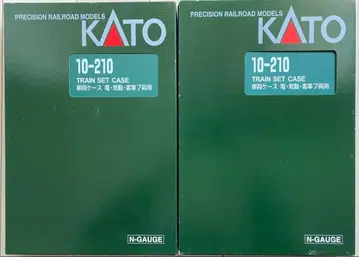 PRECISION RAILROAD MODELS
KATO
10-210
TRAIN SET CASE
車両ケース 電・気動・客車7両用
N-GAUGE
PRECISION RAILROAD MODELS
KATO
10-210
TRAIN SET CASE
車両ケース 電・気動・客車7両用
N-GAUGE